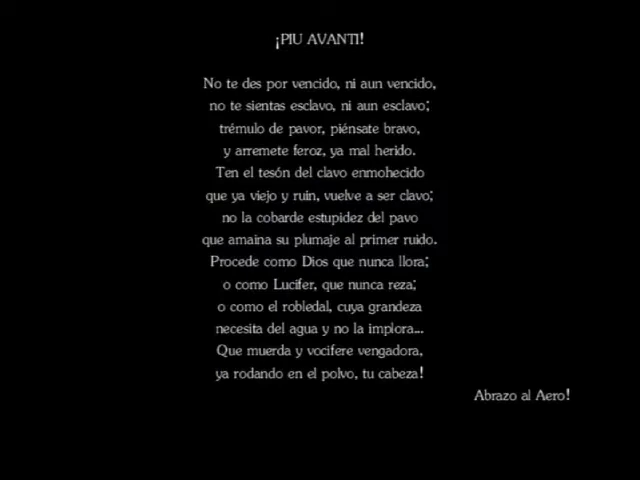 ¡PIU AVANTI!
No te des por vencido, ni aun vencido,
no te sientas esclavo, ni aun esclavo;
trémulo de pavor, piénsate bravo,
y arremete feroz, ya mal herido.
Ten el tesón del clavo enmohecido
que ya viejo y ruin, vuelve a ser clavo;
no la cobarde estupidez del pavo
que amaina su plumaje al primer ruido.
Procede como Dios que nunca llora;
o como Lucifer, que nunca reza;
o como el robledal, cuya grandeza
necesita del agua y no la implora...
Que muerda y vocifere vengadora,
ya rodando en el polvo, tu cabeza!
Abrazo al Aero!